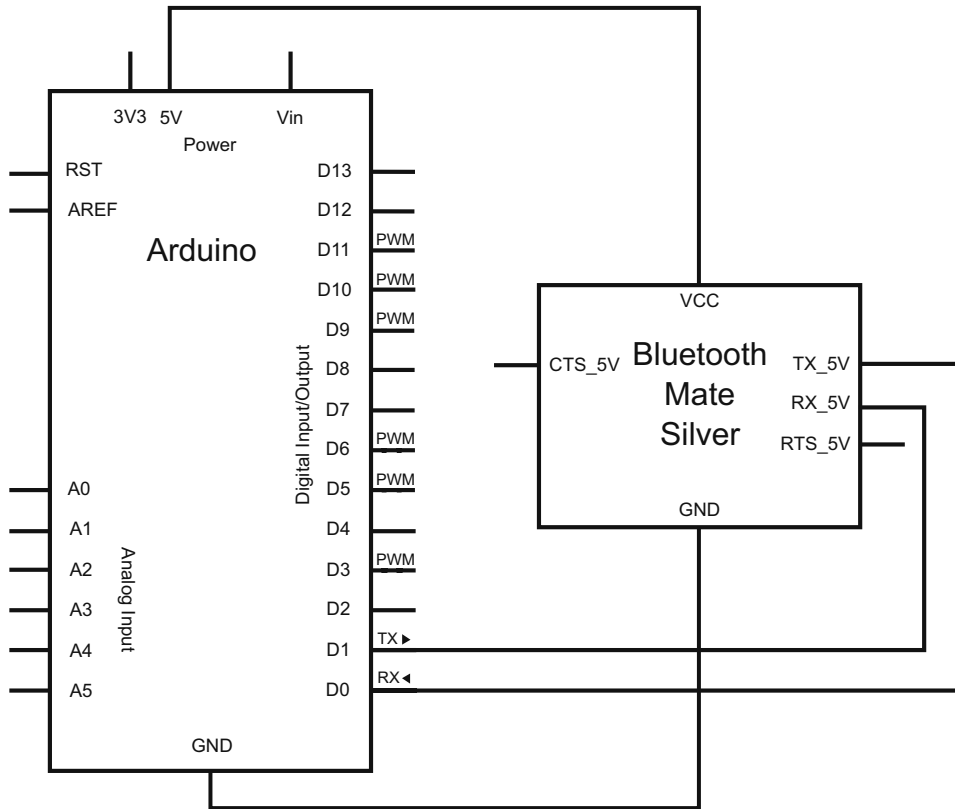 3V3 5V Vin
Power
RST
AREF
Arduino
D13
D12
D11 PWM
D10 PWM
D9 PWM
D8
D7
D6 PWM
D5 PWM
D4
D3 PWM
D2
D1 TX ►
D0 RX ◄
Digital Input/Output
A0
A1
A2
A3
A4
A5
Analog Input
GND
VCC
CTS_5V
Bluetooth
Mate
Silver
TX_5V
RX_5V
RTS_5V
GND